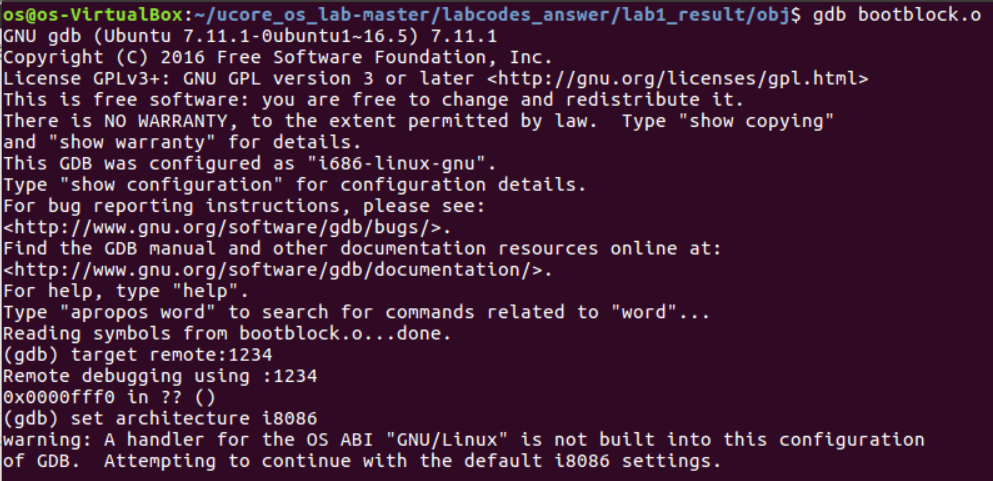 os@os-VirtualBox:~/ucore_os_lab-master/labcodes_answer/lab1_result/obj$ gdb bootblock.o
GNU gdb (Ubuntu 7.11.1-0ubuntu1~16.5) 7.11.1
Copyright (C) 2016 Free Software Foundation, Inc.
License GPLv3+: GNU GPL version 3 or later <http://gnu.org/licenses/gpl.html>
This is free software: you are free to change and redistribute it.
There is NO WARRANTY, to the extent permitted by law.  Type "show copying"
and "show warranty" for details.
This GDB was configured as "i686-linux-gnu".
Type "show configuration" for configuration details.
For bug reporting instructions, please see:
<http://www.gnu.org/software/gdb/bugs/>.
Find the GDB manual and other documentation resources online at:
<http://www.gnu.org/software/gdb/documentation/>.
For help, type "help".
Type "apropos word" to search for commands related to "word"...
Reading symbols from bootblock.o...done.
(gdb) target remote:1234
Remote debugging using :1234
0x0000fff0 in ?? ()
(gdb) set architecture i8086
warning: A handler for the OS ABI "GNU/Linux" is not built into this configuration
of GDB.  Attempting to continue with the default i8086 settings.